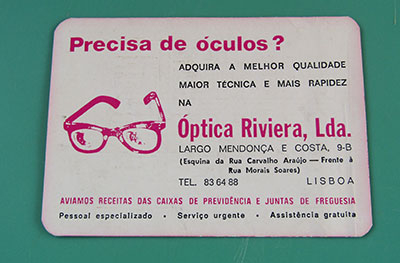 Precisa de óculos?
ADQUIRA A MELHOR QUALIDADE
MAIOR TÉCNICA E MAIS RAPIDEZ
NA
Óptica Riviera, Lda.
LARGO MENDONÇA E COSTA, 9-B
(Esquina da Rua Carvalho Araújo — Frente à
Rua Morais Soares)
TEL. 83 64 88 LISBOA
AVIAMOS RECEITAS DAS CAIXAS DE PREVIDÊNCIA E JUNTAS DE FREGUESIA
Pessoal especializado · Serviço urgente · Assistência gratuita